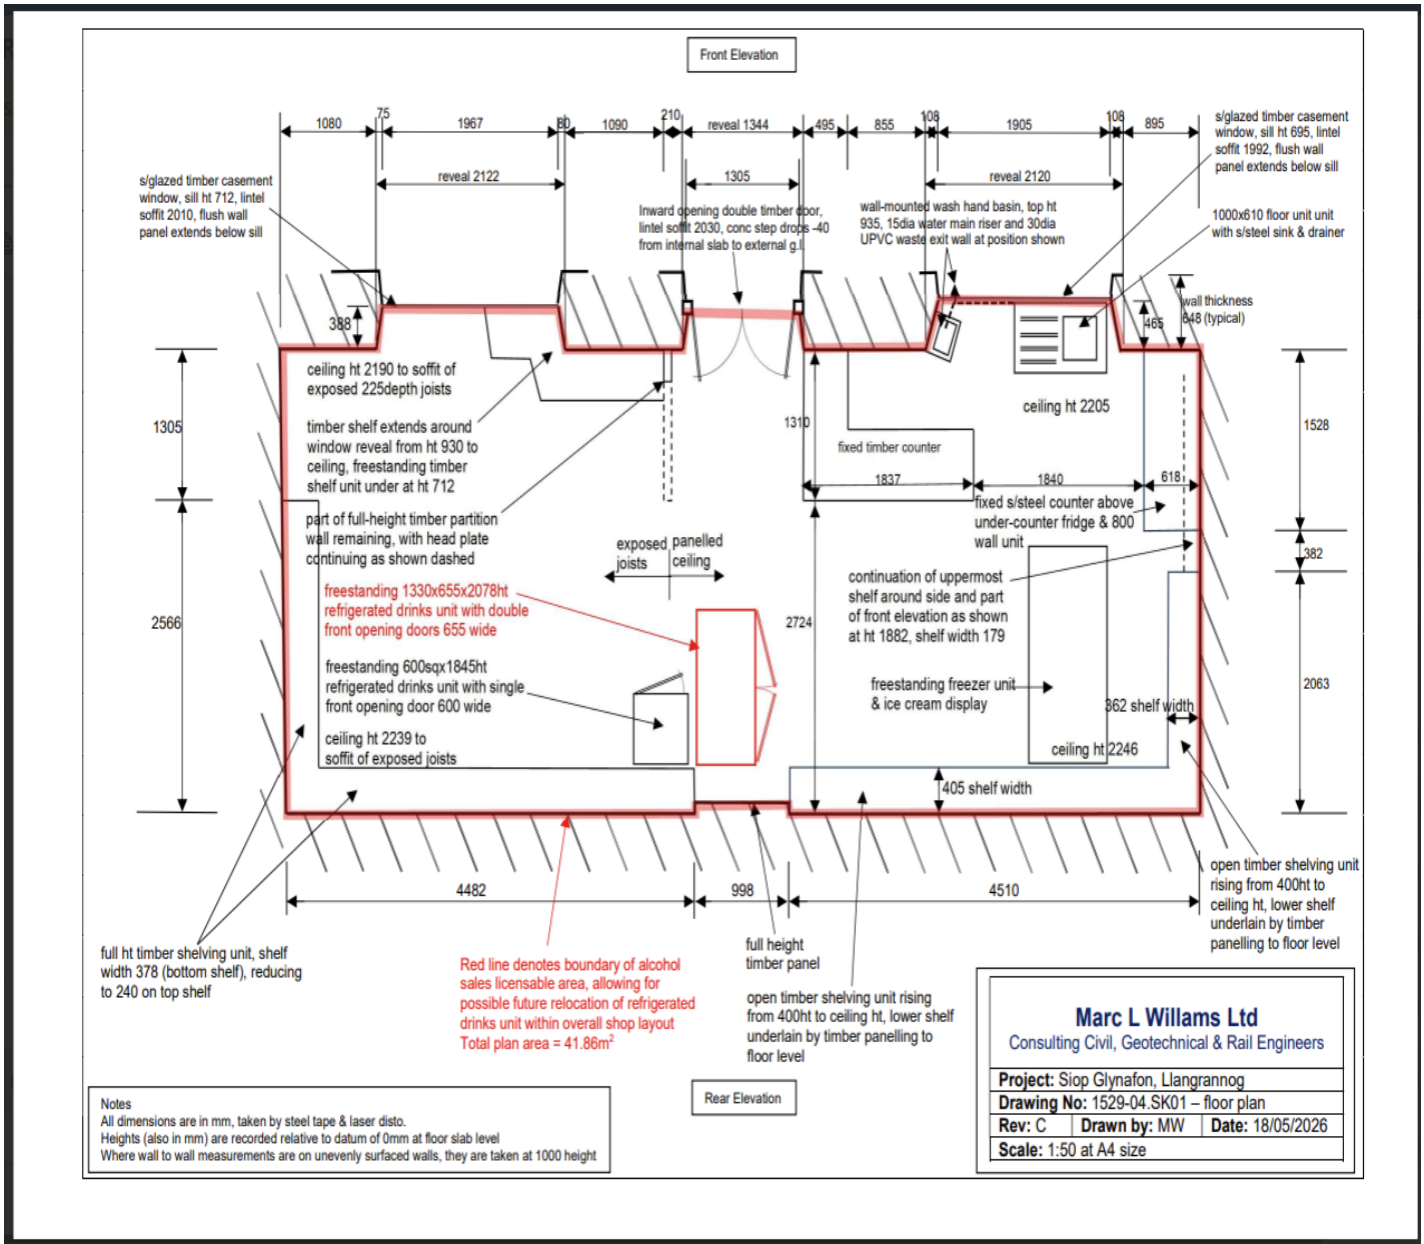 Front Elevation
1080
75
1967
80
1090
210
reveal 1344
495
855
108
1905
108
895
reveal 2122
1305
reveal 2120
s/glazed timber casement
window, sill ht 712, lintel
soffit 2010, flush wall
panel extends below sill
Inward opening double timber door,
lintel soffit 2030, conc step drops -40
from internal slab to external g.l.
wall-mounted wash hand basin, top ht
935, 15dia water main riser and 30dia
UPVC waste exit wall at position shown
s/glazed timber casement
window, sill ht 695, lintel
soffit 1992, flush wall
panel extends below sill
1000x610 floor unit unit
with s/steel sink & drainer
wall thickness
648 (typical)
388
465
ceiling ht 2190 to soffit of
exposed 225depth joists
timber shelf extends around
window reveal from ht 930 to
ceiling, freestanding timber
shelf unit under at ht 712
part of full-height timber partition
wall remaining, with head plate
continuing as shown dashed
1305
1310
ceiling ht 2205
fixed timber counter
1837
1840
618
1528
fixed s/steel counter above
under-counter fridge & 800
wall unit
382
exposed
joists
panelled
ceiling
freestanding 1330x655x2078ht
refrigerated drinks unit with double
front opening doors 655 wide
continuation of uppermost
shelf around side and part
of front elevation as shown
at ht 1882, shelf width 179
2566
2724
freestanding 600sqx1845ht
refrigerated drinks unit with single
front opening door 600 wide
freestanding freezer unit
& ice cream display
2063
362 shelf width
ceiling ht 2239 to
soffit of exposed joists
ceiling ht 2246
405 shelf width
4482
998
4510
full ht timber shelving unit, shelf
width 378 (bottom shelf), reducing
to 240 on top shelf
Red line denotes boundary of alcohol
sales licensable area, allowing for
possible future relocation of refrigerated
drinks unit within overall shop layout
Total plan area = 41.86m²
full height
timber panel
open timber shelving unit rising
from 400ht to ceiling ht, lower shelf
underlain by timber panelling to
floor level
open timber shelving unit
rising from 400ht to
ceiling ht, lower shelf
underlain by timber
panelling to floor level
Rear Elevation
Notes
All dimensions are in mm, taken by steel tape & laser disto.
Heights (also in mm) are recorded relative to datum of 0mm at floor slab level
Where wall to wall measurements are on unevenly surfaced walls, they are taken at 1000 height
Marc L Willams Ltd
Consulting Civil, Geotechnical & Rail Engineers
Project: Siop Glynafon, Llangrannog
Drawing No: 1529-04.SK01 – floor plan
Rev: C Drawn by: MW Date: 18/05/2026
Scale: 1:50 at A4 size